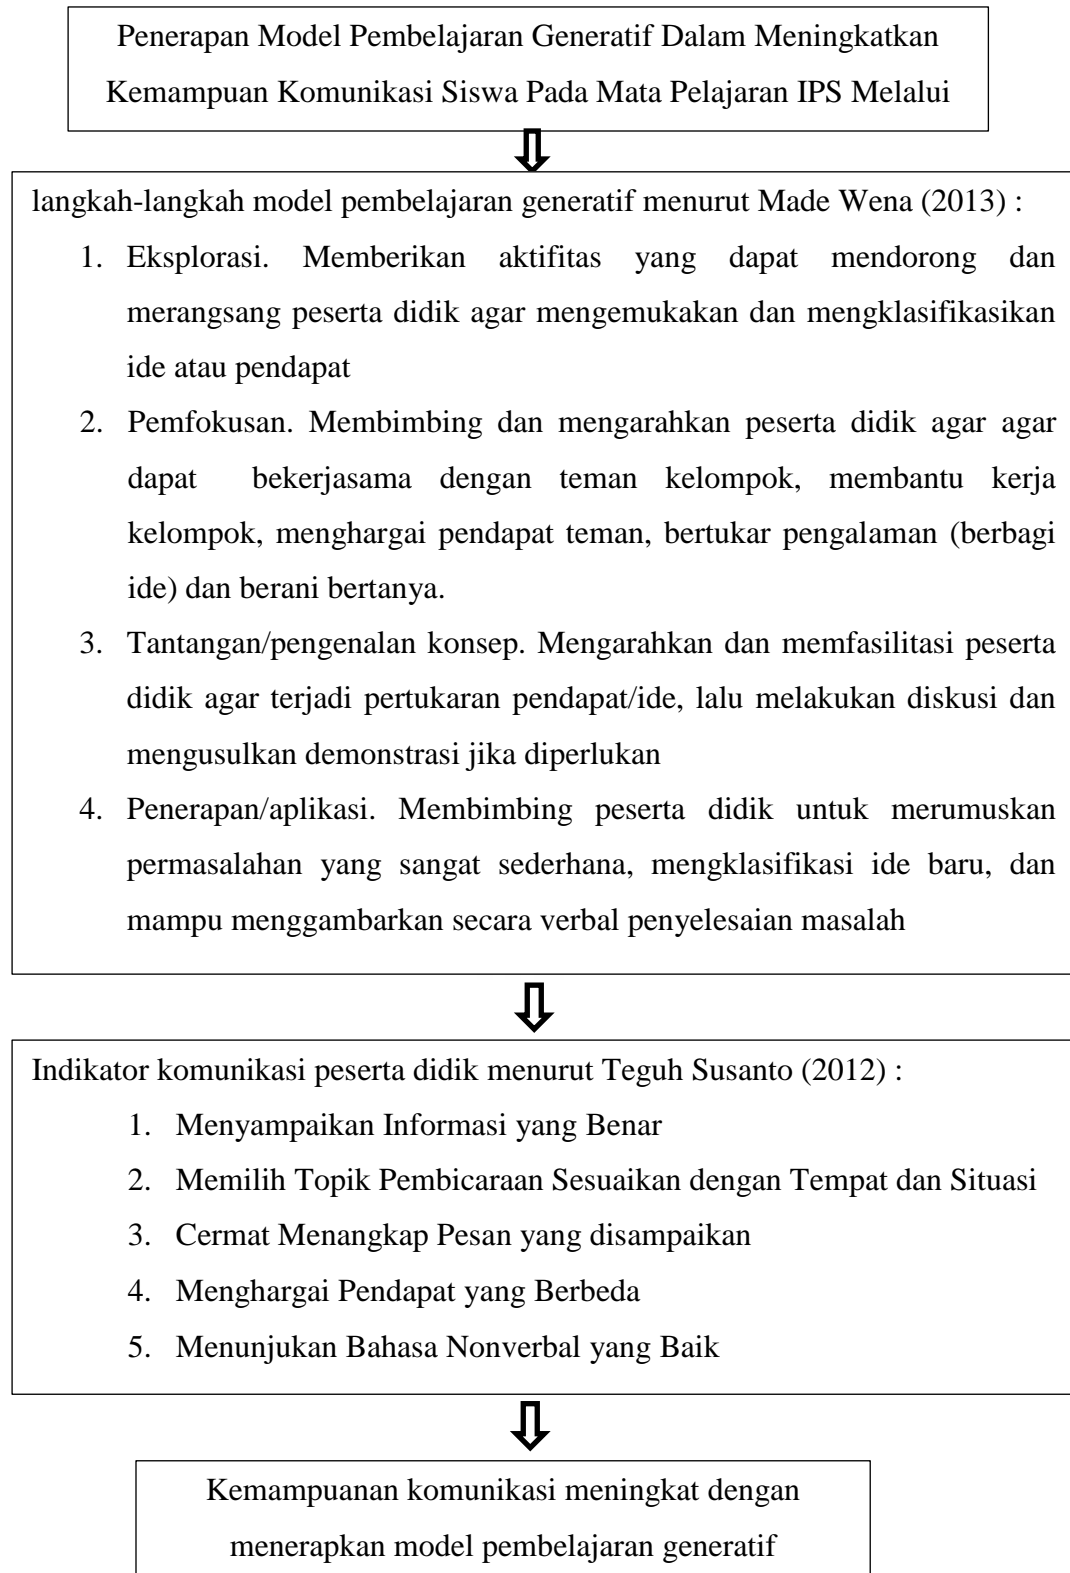 Penerapan Model Pembelajaran Generatif Dalam Meningkatkan
Kemampuan Komunikasi Siswa Pada Mata Pelajaran IPS Melalui
langkah-langkah model pembelajaran generatif menurut Made Wena (2013) :
1. Eksplorasi. Memberikan aktifitas yang dapat mendorong dan
merangsang peserta didik agar mengemukakan dan mengklasifikasikan
ide atau pendapat
2. Pemfokusan. Membimbing dan mengarahkan peserta didik agar agar
dapat bekerjasama dengan teman kelompok, membantu kerja
kelompok, menghargai pendapat teman, bertukar pengalaman (berbagi
ide) dan berani bertanya.
3. Tantangan/pengenalan konsep. Mengarahkan dan memfasilitasi peserta
didik agar terjadi pertukaran pendapat/ide, lalu melakukan diskusi dan
mengusulkan demonstrasi jika diperlukan
4. Penerapan/aplikasi. Membimbing peserta didik untuk merumuskan
permasalahan yang sangat sederhana, mengklasifikasi ide baru, dan
mampu menggambarkan secara verbal penyelesaian masalah
Indikator komunikasi peserta didik menurut Teguh Susanto (2012) :
1. Menyampaikan Informasi yang Benar
2. Memilih Topik Pembicaraan Sesuaikan dengan Tempat dan Situasi
3. Cermat Menangkap Pesan yang disampaikan
4. Menghargai Pendapat yang Berbeda
5. Menunjukan Bahasa Nonverbal yang Baik
Kemampuanan komunikasi meningkat dengan
menerapkan model pembelajaran generatif